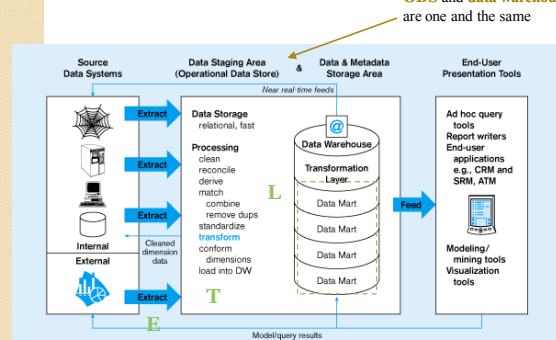 ODS and data warehou
are one and the same
Source
Data Systems
Data Staging Area
(Operational Data Store)
&
Data & Metadata
Storage Area
End-User
Presentation Tools
Near real-time feeds
Extract
Extract
Extract
Internal
External
Extract
Cleaned
dimension
data
Data Storage
relational, fast
Processing
clean
reconcile
derive
match
combine
remove dups
standardize
transform
conform
dimensions
load into DW
@
Data Warehouse
Transformation
Layer
Data Mart
Data Mart
Data Mart
Data Mart
Data Mart
L
T
E
Feed
Ad hoc query
tools
Report writers
End-user
applications
e.g., CRM and
SRM, ATM
Modeling/
mining tools
Visualization
tools
Model/query results